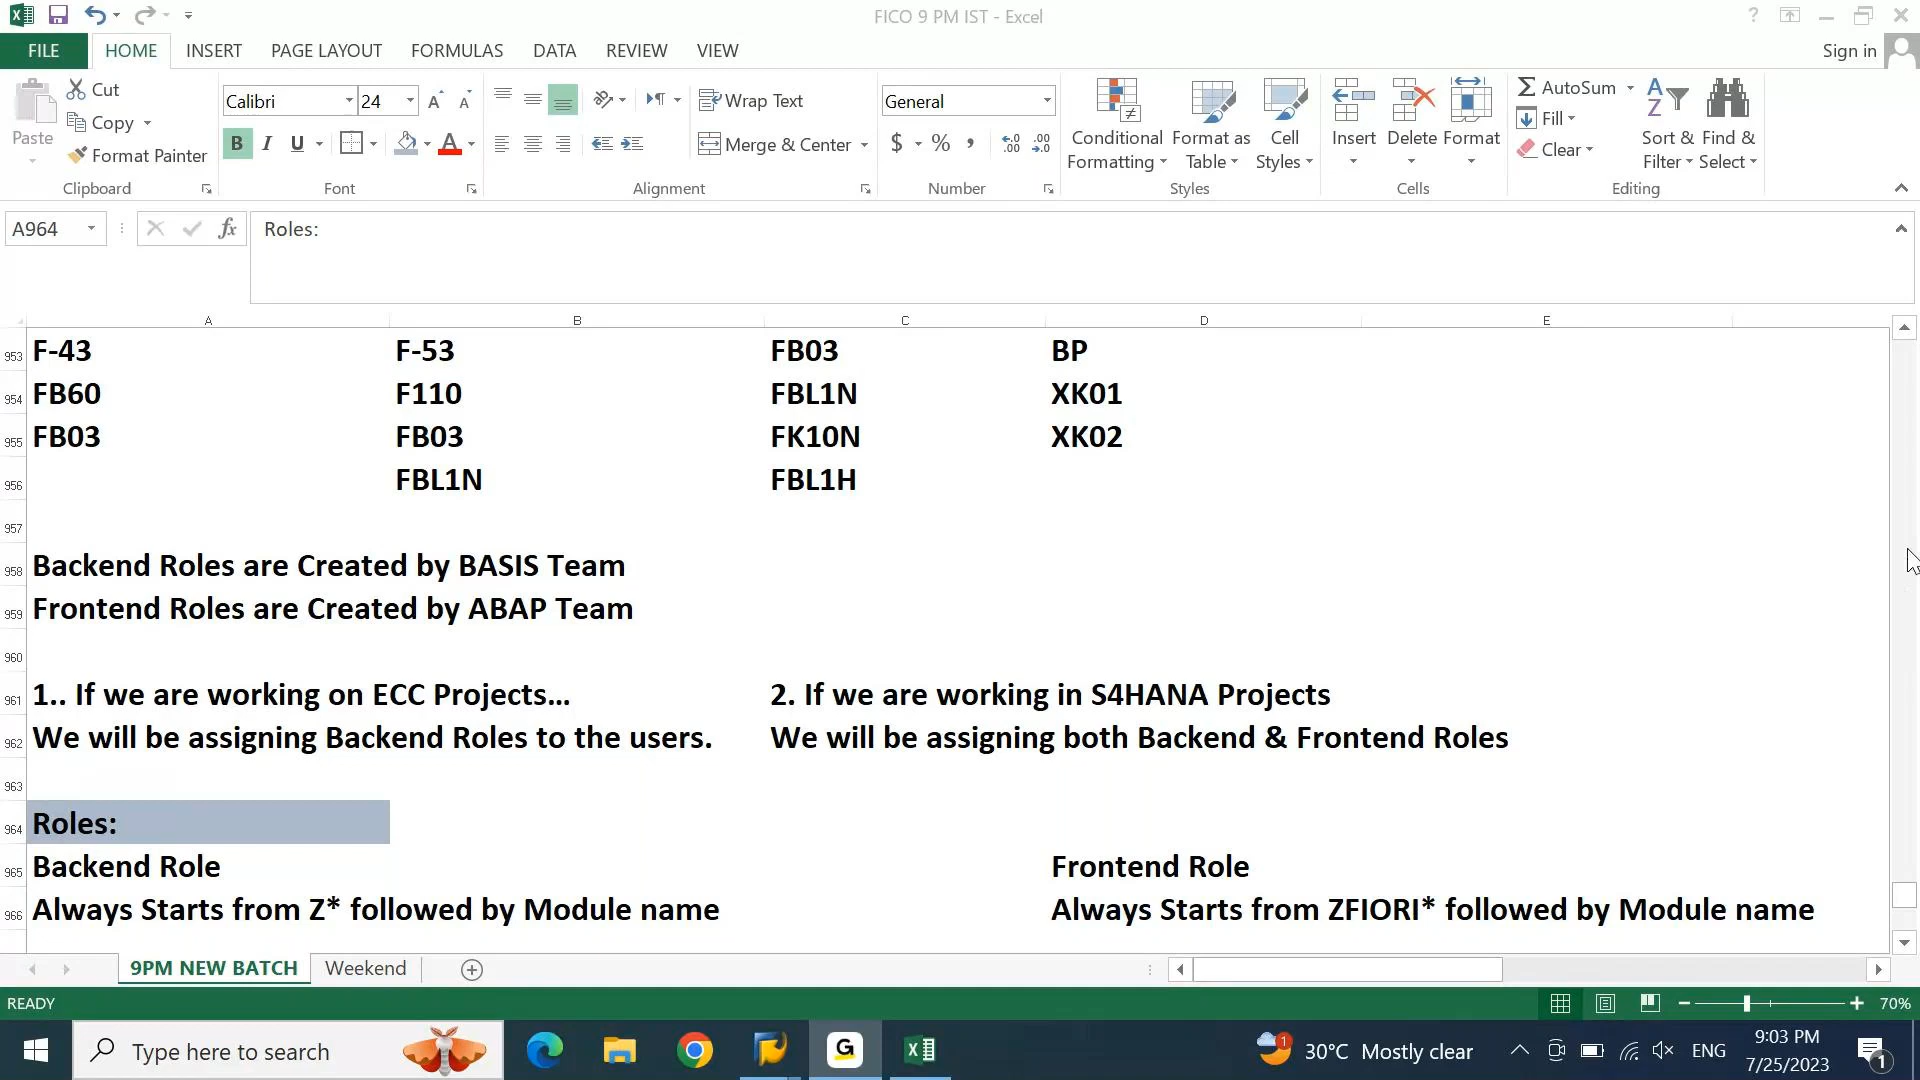 FICO 9 PM IST - Excel
FILE HOME INSERT PAGE LAYOUT FORMULAS DATA REVIEW VIEW Sign in
Paste Cut Copy Format Painter Clipboard
Calibri 24 A A B I U A Font
Wrap Text Merge & Center Alignment
General $ % , .00 Number
Conditional Formatting Format as Table Cell Styles Styles
Insert Delete Format Cells
AutoSum Fill Clear Sort & Filter Find & Select Editing
A964 fx Roles:
A B C D E
953 F-43 F-53 FB03 BP
954 FB60 F110 FBL1N XK01
955 FB03 FB03 FK10N XK02
956 FBL1N FBL1H
957
958 Backend Roles are Created by BASIS Team
959 Frontend Roles are Created by ABAP Team
960
961 1.. If we are working on ECC Projects... 2. If we are working in S4HANA Projects
962 We will be assigning Backend Roles to the users. We will be assigning both Backend & Frontend Roles
963
964 Roles:
965 Backend Role Frontend Role
966 Always Starts from Z* followed by Module name Always Starts from ZFIORI* followed by Module name
9PM NEW BATCH Weekend
READY 70%
Type here to search 30°C Mostly clear ENG 9:03 PM
7/25/2023